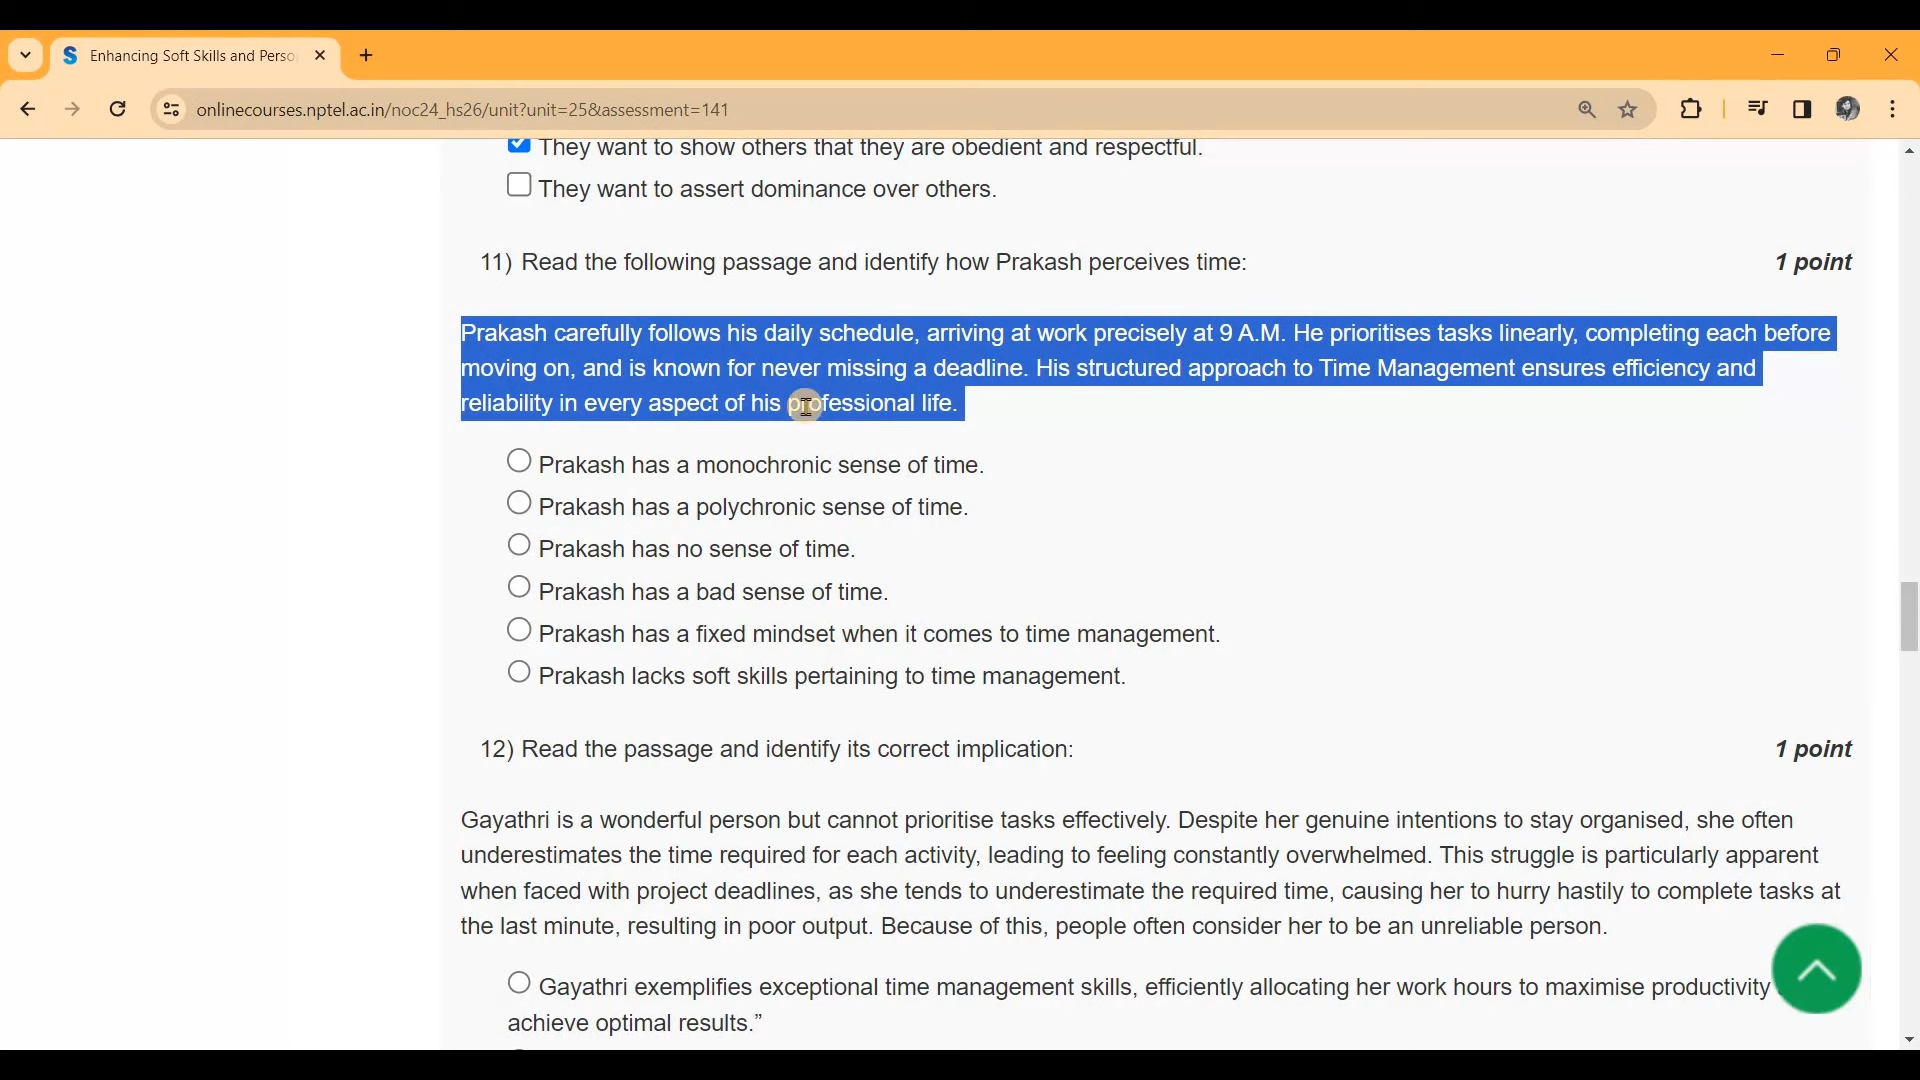 Enhancing Soft Skills and Perso
onlinecourses.nptel.ac.in/noc24_hs26/unit?unit=25&assessment=141
They want to show others that they are obedient and respectful.
They want to assert dominance over others.
11) Read the following passage and identify how Prakash perceives time: 1 point
Prakash carefully follows his daily schedule, arriving at work precisely at 9 A.M. He prioritises tasks linearly, completing each before
moving on, and is known for never missing a deadline. His structured approach to Time Management ensures efficiency and
reliability in every aspect of his professional life.
Prakash has a monochronic sense of time.
Prakash has a polychronic sense of time.
Prakash has no sense of time.
Prakash has a bad sense of time.
Prakash has a fixed mindset when it comes to time management.
Prakash lacks soft skills pertaining to time management.
12) Read the passage and identify its correct implication: 1 point
Gayathri is a wonderful person but cannot prioritise tasks effectively. Despite her genuine intentions to stay organised, she often
underestimates the time required for each activity, leading to feeling constantly overwhelmed. This struggle is particularly apparent
when faced with project deadlines, as she tends to underestimate the required time, causing her to hurry hastily to complete tasks at
the last minute, resulting in poor output. Because of this, people often consider her to be an unreliable person.
Gayathri exemplifies exceptional time management skills, efficiently allocating her work hours to maximise productivity
achieve optimal results.”